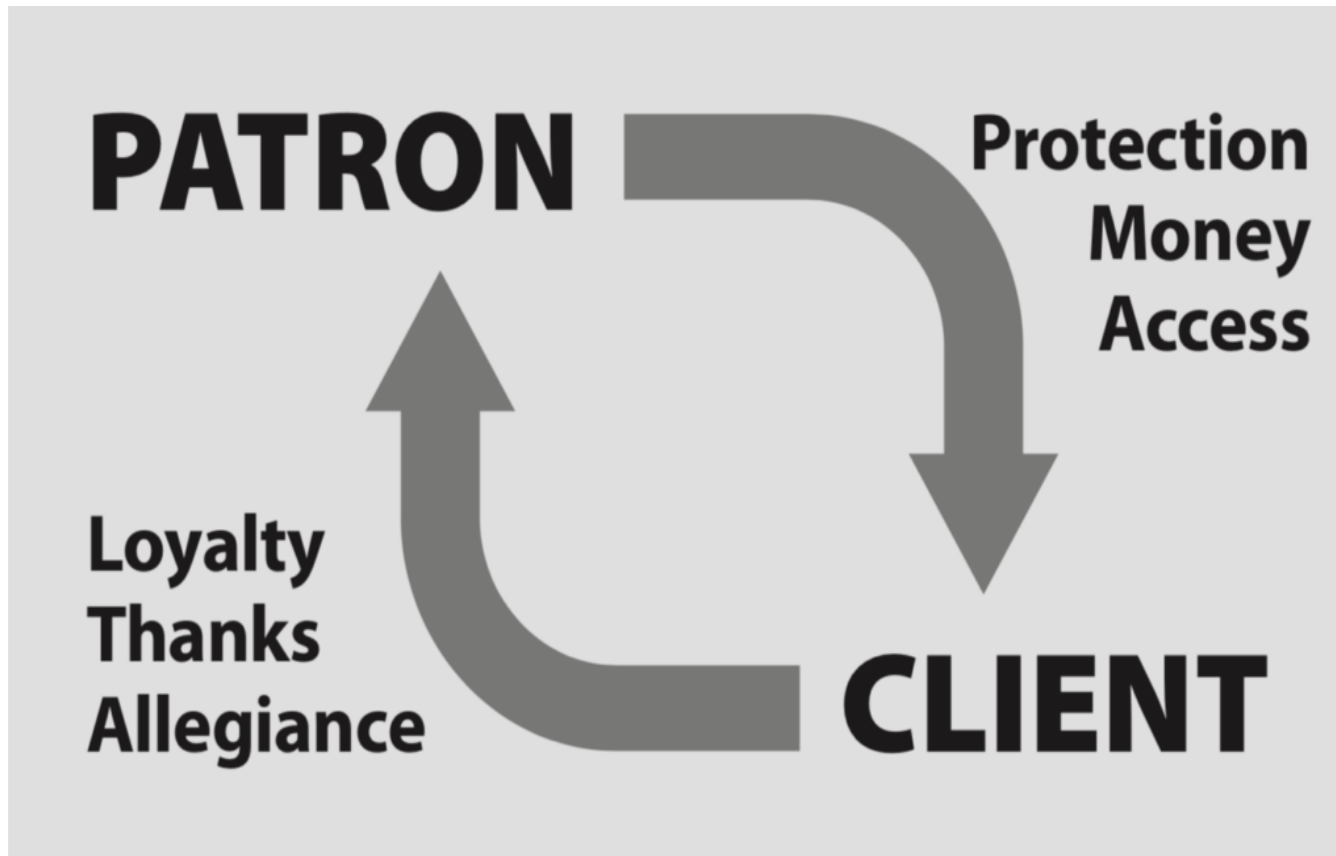 PATRON
Protection
Money
Access
Loyalty
Thanks
Allegiance
CLIENT